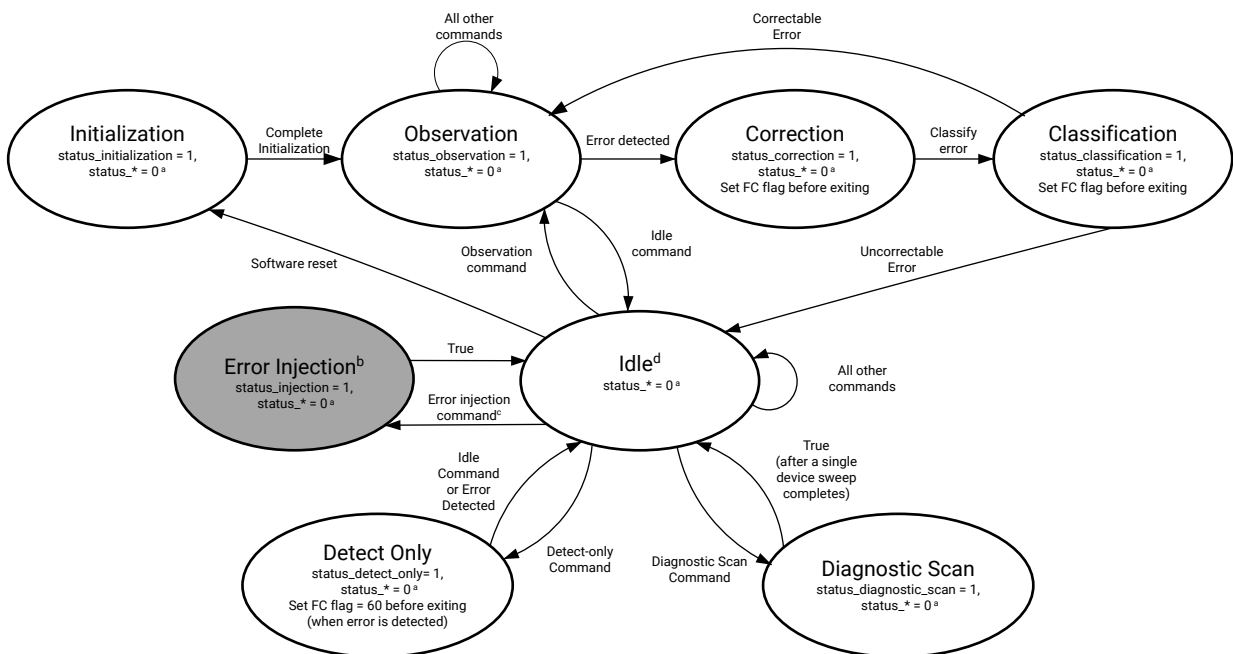 All other
commands
Correctable
Error
Initialization
status_initialization = 1,
status_* = 0 a
Complete
Initialization
Observation
status_observation = 1,
status_* = 0 a
Error detected
Correction
status_correction = 1,
status_* = 0 a
Set FC flag before exiting
Classify
error
Classification
status_classification = 1,
status_* = 0 a
Set FC flag before exiting
Software reset
Observation
command
Idle
command
Uncorrectable
Error
Error Injectionb
status_injection = 1,
status_* = 0 a
True
Error injection
commandc
Idled
status_* = 0 a
All other
commands
Idle
Command
or Error
Detected
True
(after a single
device sweep
completes)
Detect Only
status_detect_only= 1,
status_* = 0 a
Set FC flag = 60 before exiting
(when error is detected)
Detect-only
Command
Diagnostic Scan
Command
Diagnostic Scan
status_diagnostic_scan = 1,
status_* = 0 a